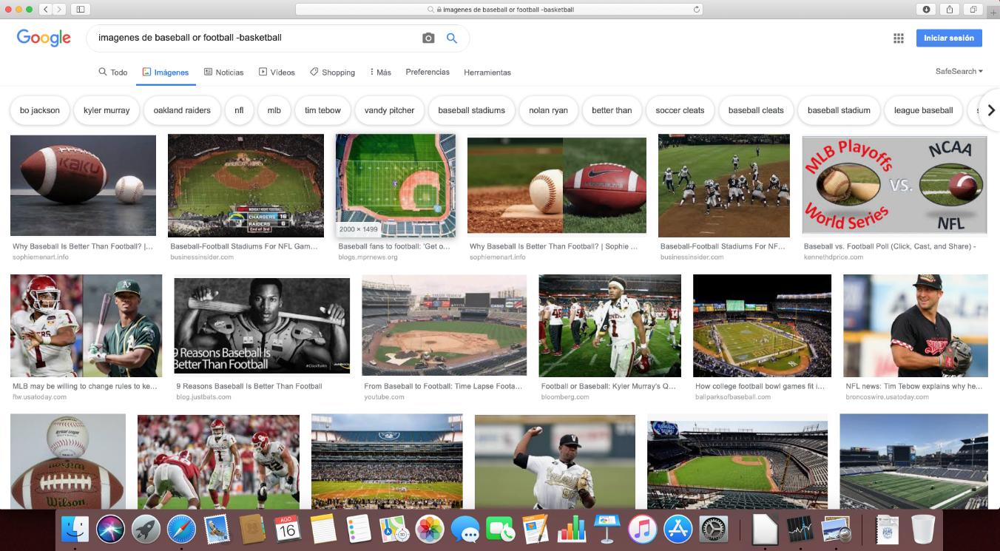 imagenes de baseball or football -basketball
Google
imagenes de baseball or football -basketball
Iniciar sesión
Todo
Imágenes
Noticias
Vídeos
Shopping
Más
Preferencias
Herramientas
SafeSearch
bo jackson
kyler murray
oakland raiders
nfl
mlb
tim tebow
vandy pitcher
baseball stadiums
nolan ryan
better than
soccer cleats
baseball cleats
baseball stadium
league baseball
s
KAKU
MONDAY NIGHT FOOTBALL
CHARGERS 16
RAIDERS 6
End of 3rd
2000 × 1499
MLB Playoffs
World Series
VS.
NCAA
NFL
Why Baseball Is Better Than Football? |...
sophiemenart.info
Baseball-Football Stadiums For NFL Gam...
businessinsider.com
Baseball fans to football: 'Get o...
blogs.mprnews.org
Why Baseball Is Better Than Football? | Sophie ...
sophiemenart.info
Baseball-Football Stadiums For NF...
businessinsider.com
Baseball vs. Football Poll (Click, Cast, and Share) -
kennethdprice.com
1
A's
9 Reasons Baseball Is
Better Than Football
#ClickToHit
1
MLB may be willing to change rules to ke...
ftw.usatoday.com
9 Reasons Baseball Is Better Than Football
blog.justbats.com
From Baseball to Football: Time Lapse Foota...
youtube.com
Football or Baseball: Kyler Murray's Q...
bloomberg.com
How college football bowl games fit i...
ballparksofbaseball.com
NFL news: Tim Tebow explains why he...
broncoswire.usatoday.com
Wilson
1
V
AGO
16